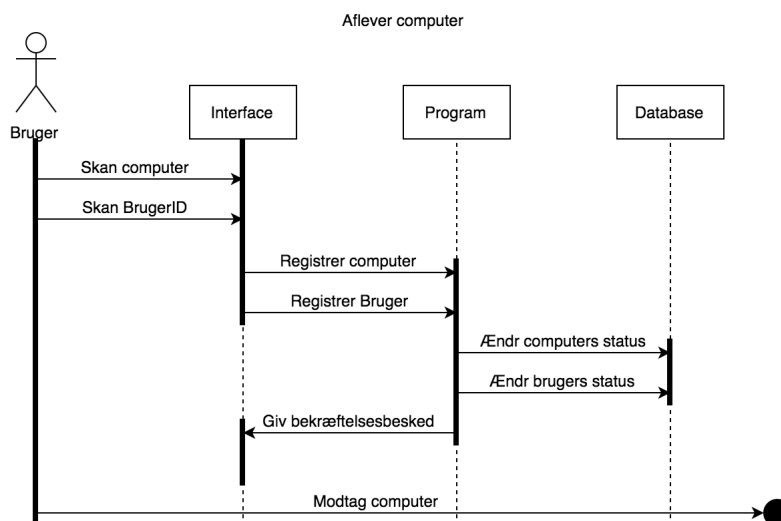 Aflever computer
Bruger
Interface
Program
Database
Skan computer
Skan BrugerID
Registrer computer
Registrer Bruger
Ændr computers status
Ændr brugers status
Giv bekræftelsesbesked
Modtag computer